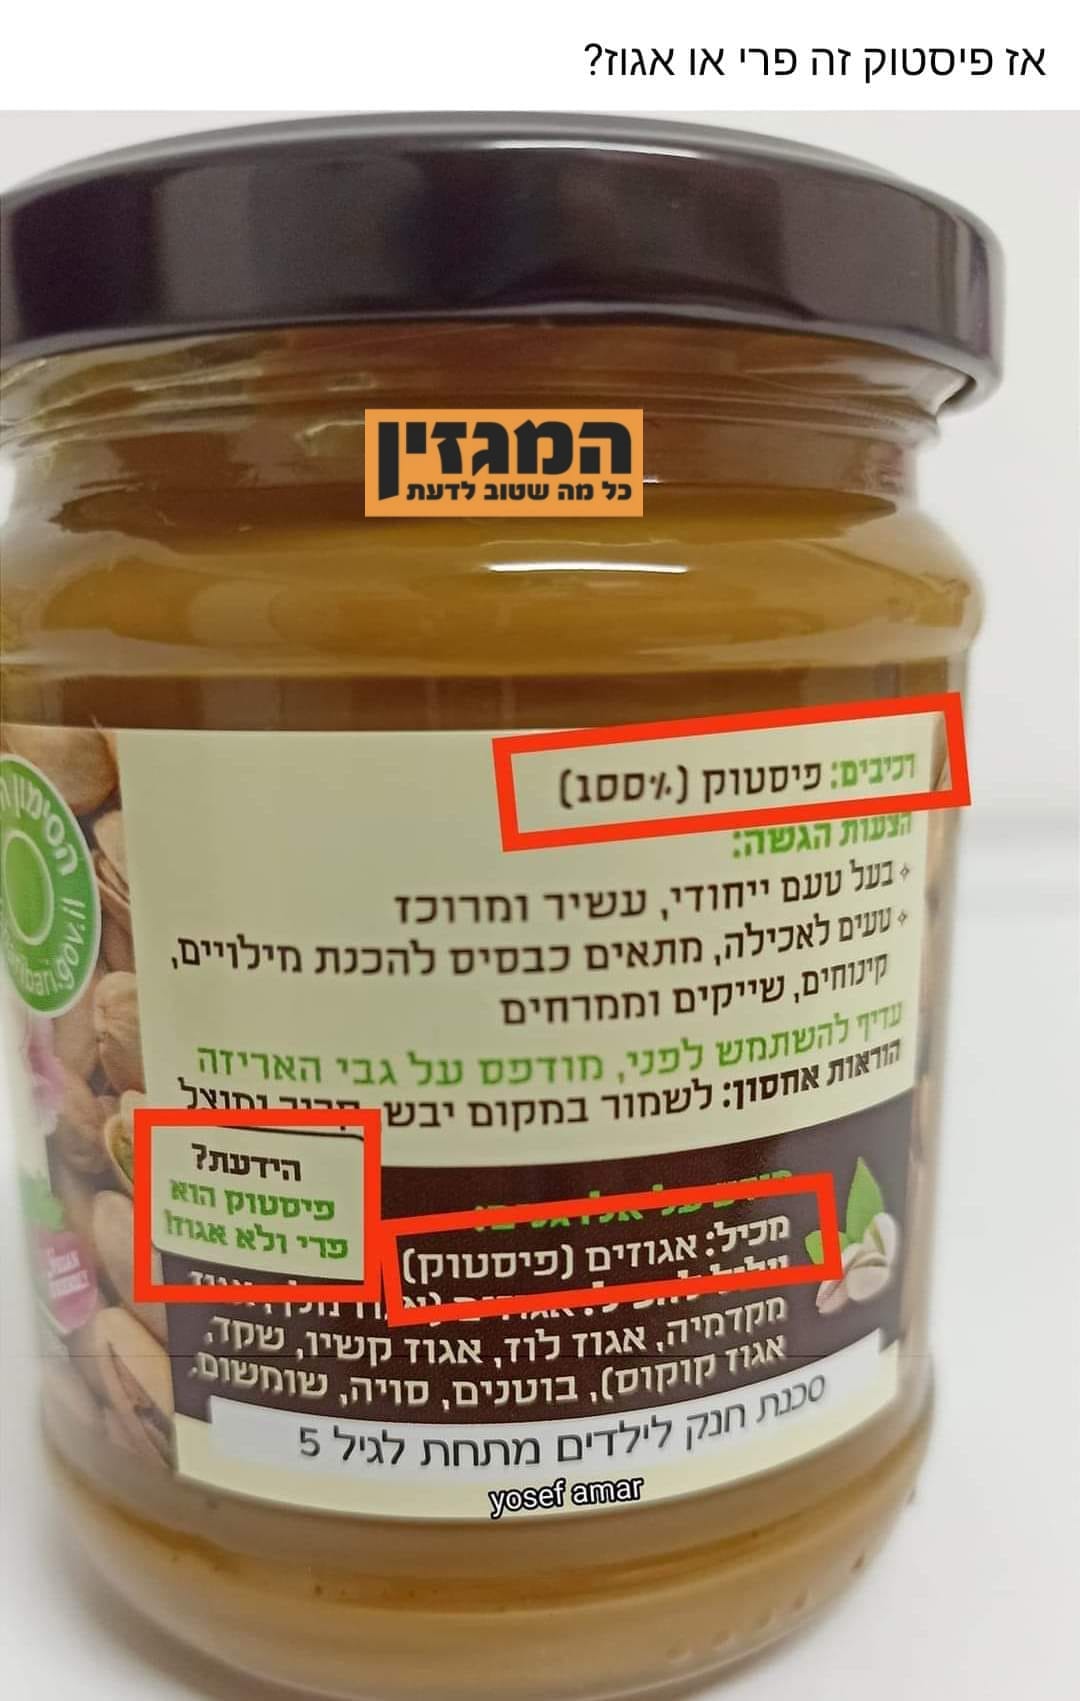 אז פיסטוק זה פרי או אגוז?
המגזין
כל מה שטוב לדעת
רכיבים: פיסטוק (100%)
הצעות הגשה:
בעל טעם ייחודי, עשיר ומרוכז
טעים לאכילה, מתאים כבסיס להכנת מילויים,
קינוחים, שייקים וממרחים
עדיף להשתמש לפני, מודפס על גבי האריזה
הוראות אחסון: לשמור במקום יבש,
הידעת?
פיסטוק הוא
פרי ולא אגוז!
מכיל: אגוזים (פיסטוק)
מקדמיה, אגוז לוז, אגוז קשיו, שקד,
אגוז קוקוס), בוטנים, סויה, שומשום.
סכנת חנק לילדים מתחת לגיל 5
yosef amar
הסימון
gov.il